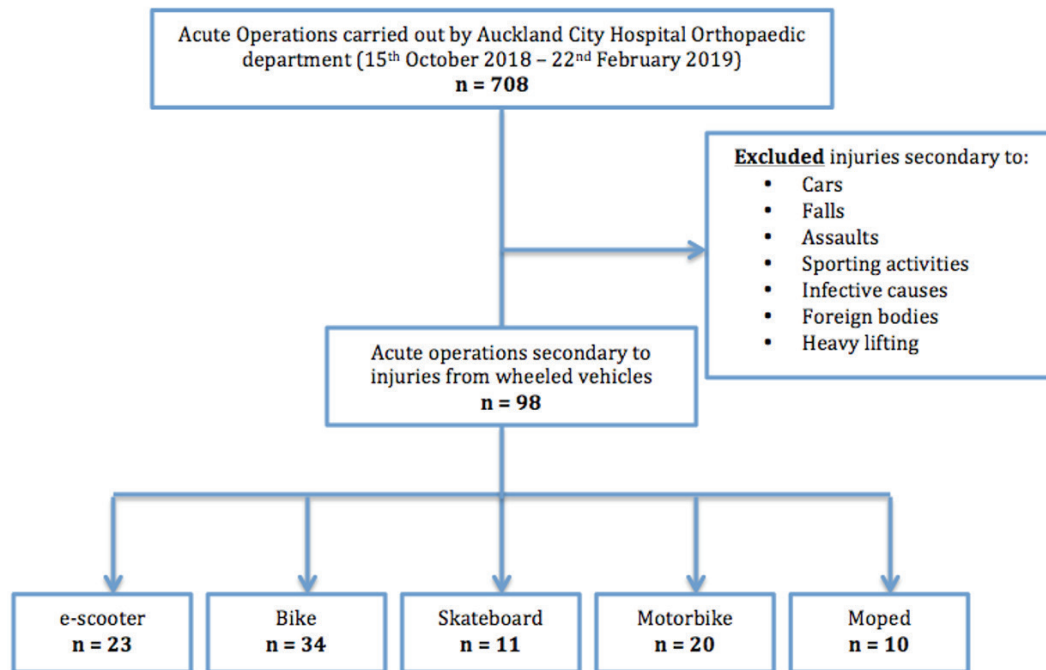 Acute Operations carried out by Auckland City Hospital Orthopaedic
department (15th October 2018 – 22nd February 2019)
n = 708
Excluded injuries secondary to:
▪ Cars
▪ Falls
▪ Assaults
▪ Sporting activities
▪ Infective causes
▪ Foreign bodies
▪ Heavy lifting
Acute operations secondary to
injuries from wheeled vehicles
n = 98
e-scooter
n = 23
Bike
n = 34
Skateboard
n = 11
Motorbike
n = 20
Moped
n = 10